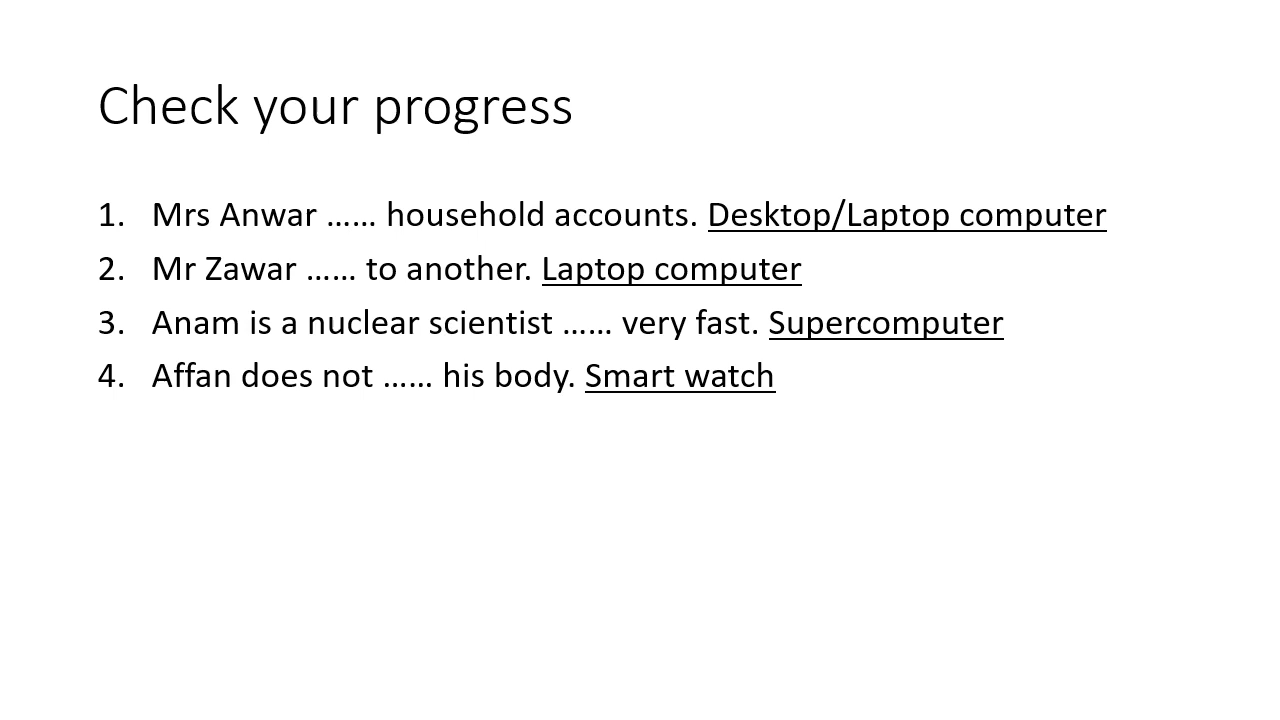 Check your progress
1. Mrs Anwar …… household accounts. Desktop/Laptop computer
2. Mr Zawar …… to another. Laptop computer
3. Anam is a nuclear scientist …… very fast. Supercomputer
4. Affan does not …… his body. Smart watch